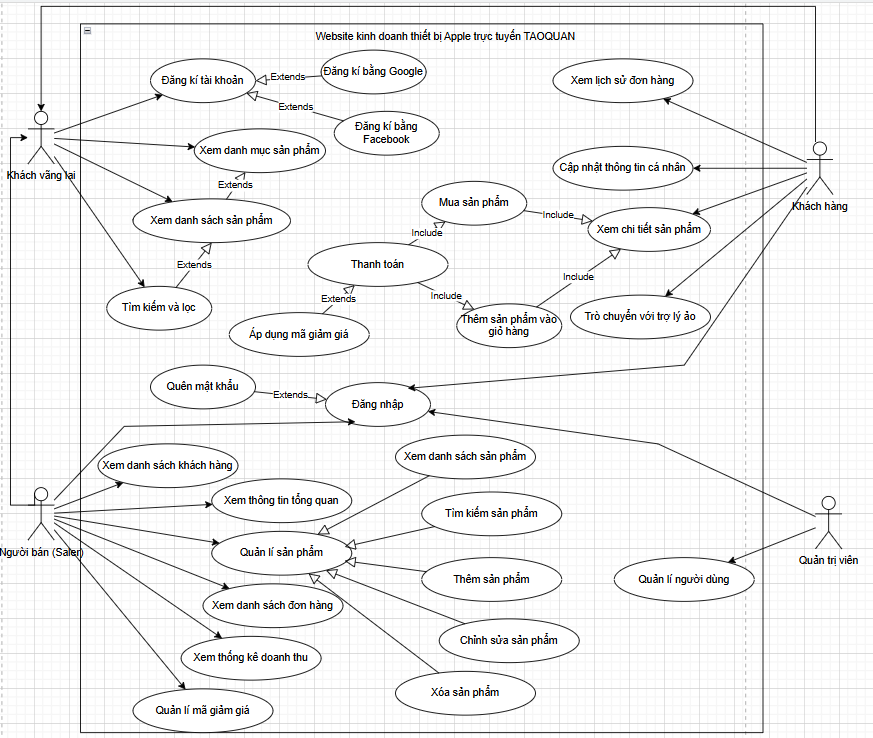 Website kinh doanh thiết bị Apple trực tuyến TAOQUAN
Đăng kí tài khoản
Extends
Đăng kí bằng Google
Xem lịch sử đơn hàng
Extends
Đăng kí bằng
Facebook
Khách vãng lại
Xem danh mục sản phẩm
Cập nhật thông tin cá nhân
Extends
Khách hàng
Mua sản phẩm
Include
Xem danh sách sản phẩm
Xem chi tiết sản phẩm
Include
Extends
Thanh toán
Include
Include
Extends
Tìm kiếm và lọc
Thêm sản phẩm vào
giỏ hàng
Trò chuyện với trợ lý ảo
Áp dụng mã giảm giá
Quên mật khẩu
Extends
Đăng nhập
Xem danh sách khách hàng
Xem danh sách sản phẩm
Xem thông tin tổng quan
Tìm kiếm sản phẩm
Người bán (Saler)
Quản lí sản phẩm
Quản trị viên
Thêm sản phẩm
Quản lí người dùng
Xem danh sách đơn hàng
Chỉnh sửa sản phẩm
Xem thống kê doanh thu
Xóa sản phẩm
Quản lí mã giảm giá